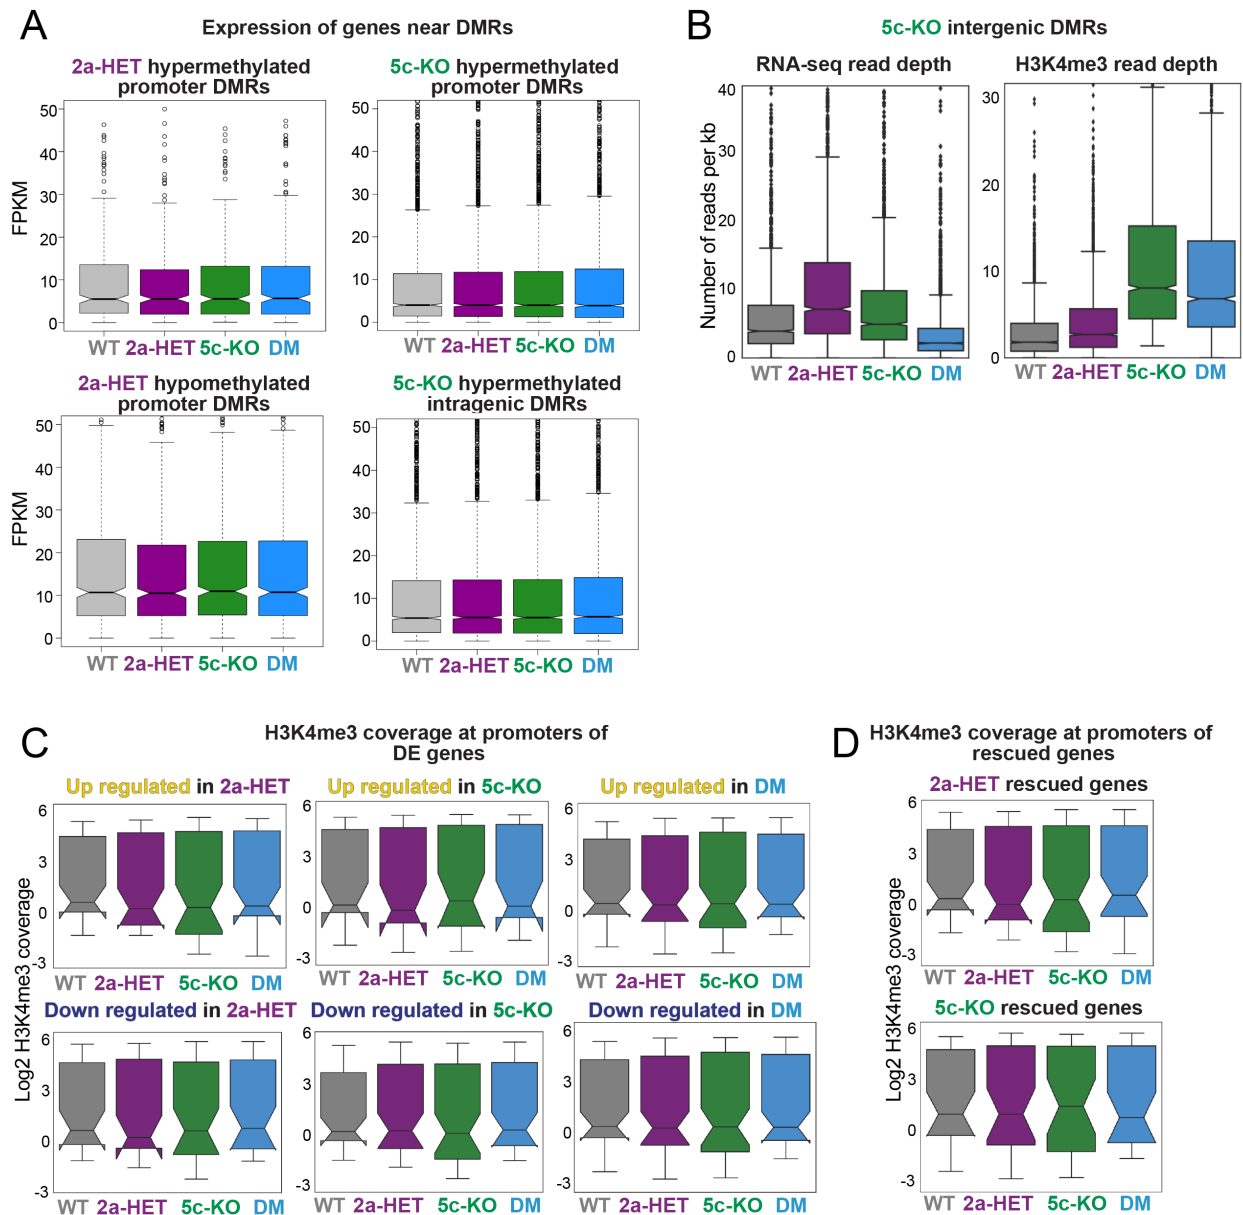 A
Expression of genes near DMRs
2a-HET hypermethylated
promoter DMRs
5c-KO hypermethylated
promoter DMRs
FPKM
50
40
30
20
10
0
WT 2a-HET 5c-KO DM
50
40
30
20
10
0
WT 2a-HET 5c-KO DM
2a-HET hypomethylated
promoter DMRs
5c-KO hypermethylated
intragenic DMRs
FPKM
50
40
30
20
10
0
WT 2a-HET 5c-KO DM
50
40
30
20
10
0
WT 2a-HET 5c-KO DM
B
5c-KO intergenic DMRs
RNA-seq read depth
H3K4me3 read depth
Number of reads per kb
40
30
20
10
0
WT 2a-HET 5c-KO DM
30
20
10
0
WT 2a-HET 5c-KO DM
C
H3K4me3 coverage at promoters of
DE genes
Up regulated in 2a-HET
Up regulated in 5c-KO
Up regulated in DM
Log2 H3K4me3 coverage
6
3
0
-3
WT 2a-HET 5c-KO DM
6
3
0
-3
WT 2a-HET 5c-KO DM
6
3
0
-3
WT 2a-HET 5c-KO DM
Down regulated in 2a-HET
Down regulated in 5c-KO
Down regulated in DM
6
3
0
-3
WT 2a-HET 5c-KO DM
6
3
0
-3
WT 2a-HET 5c-KO DM
6
3
0
-3
WT 2a-HET 5c-KO DM
D
H3K4me3 coverage at promoters of
rescued genes
2a-HET rescued genes
Log2 H3K4me3 coverage
6
3
0
-3
WT 2a-HET 5c-KO DM
5c-KO rescued genes
6
3
0
-3
WT 2a-HET 5c-KO DM